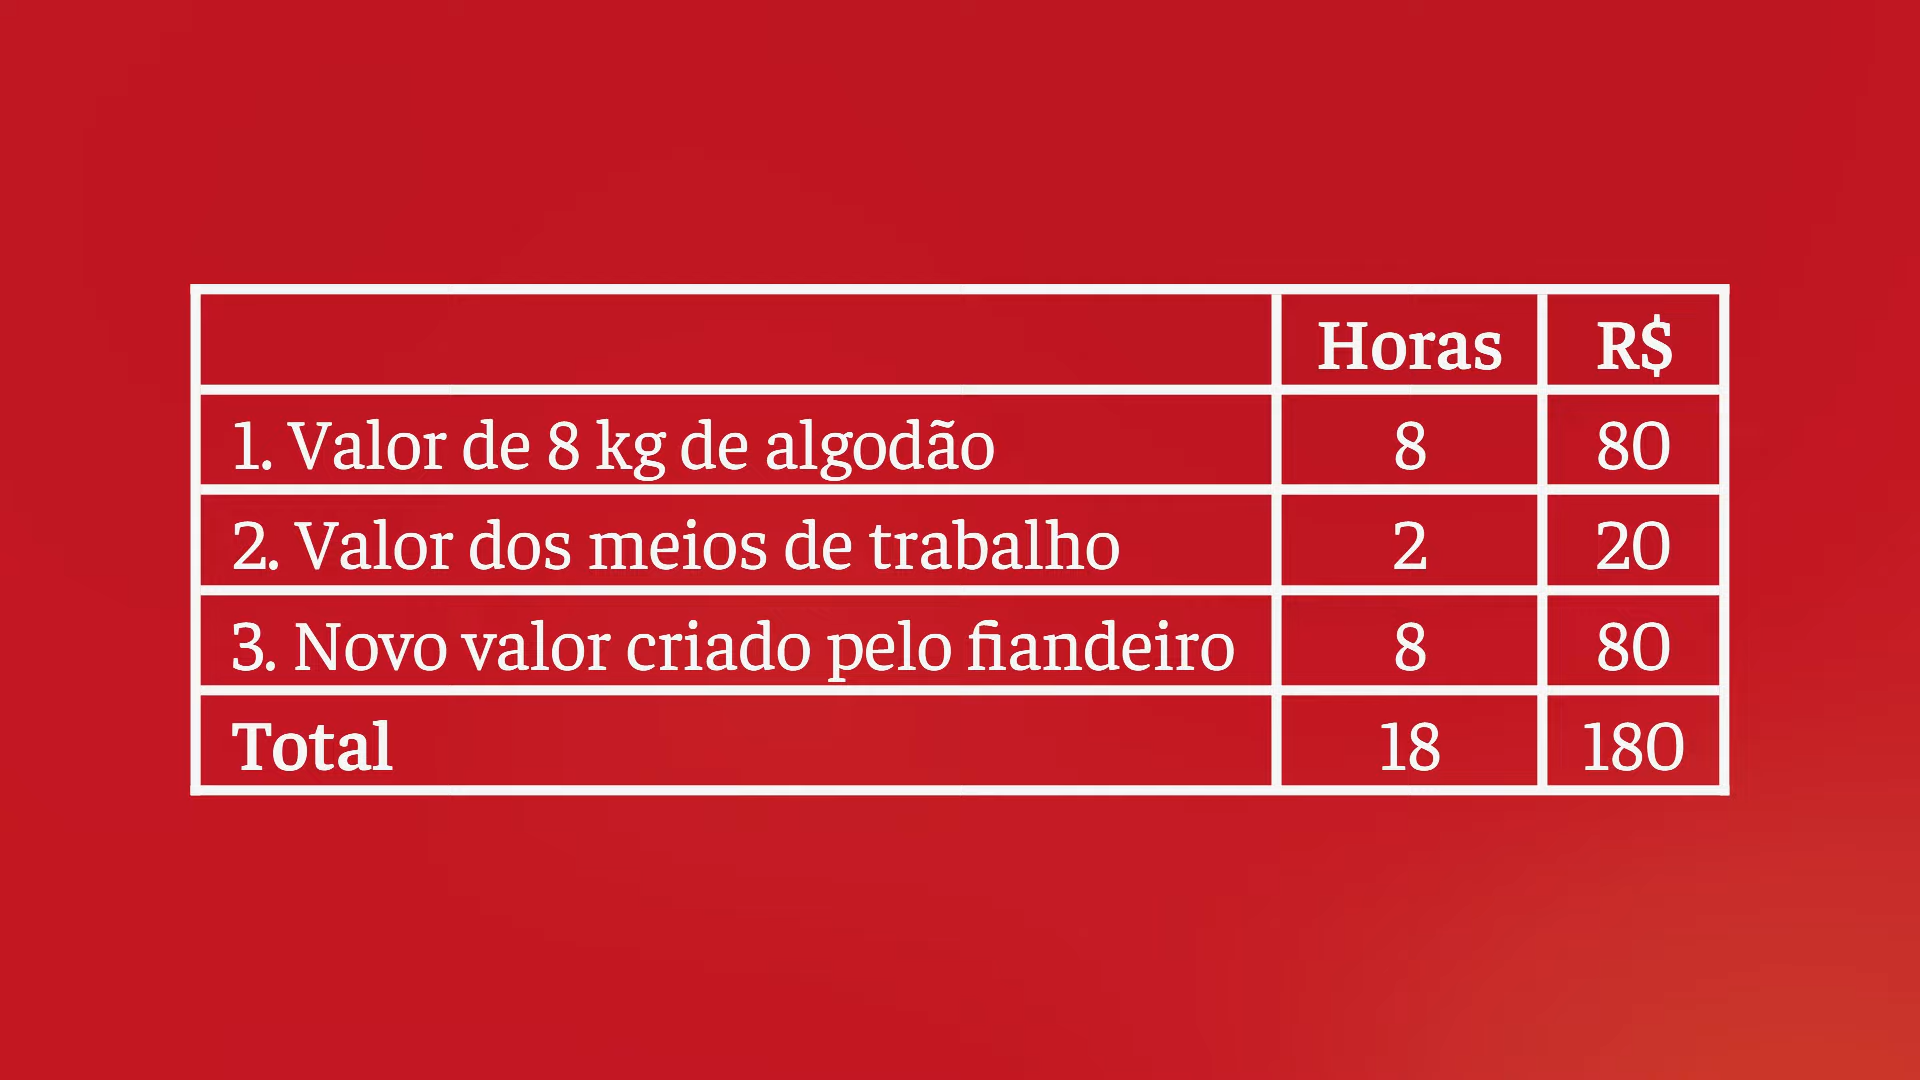 Horas R$
1. Valor de 8 kg de algodão 8 80
2. Valor dos meios de trabalho 2 20
3. Novo valor criado pelo fiandeiro 8 80
Total 18 180